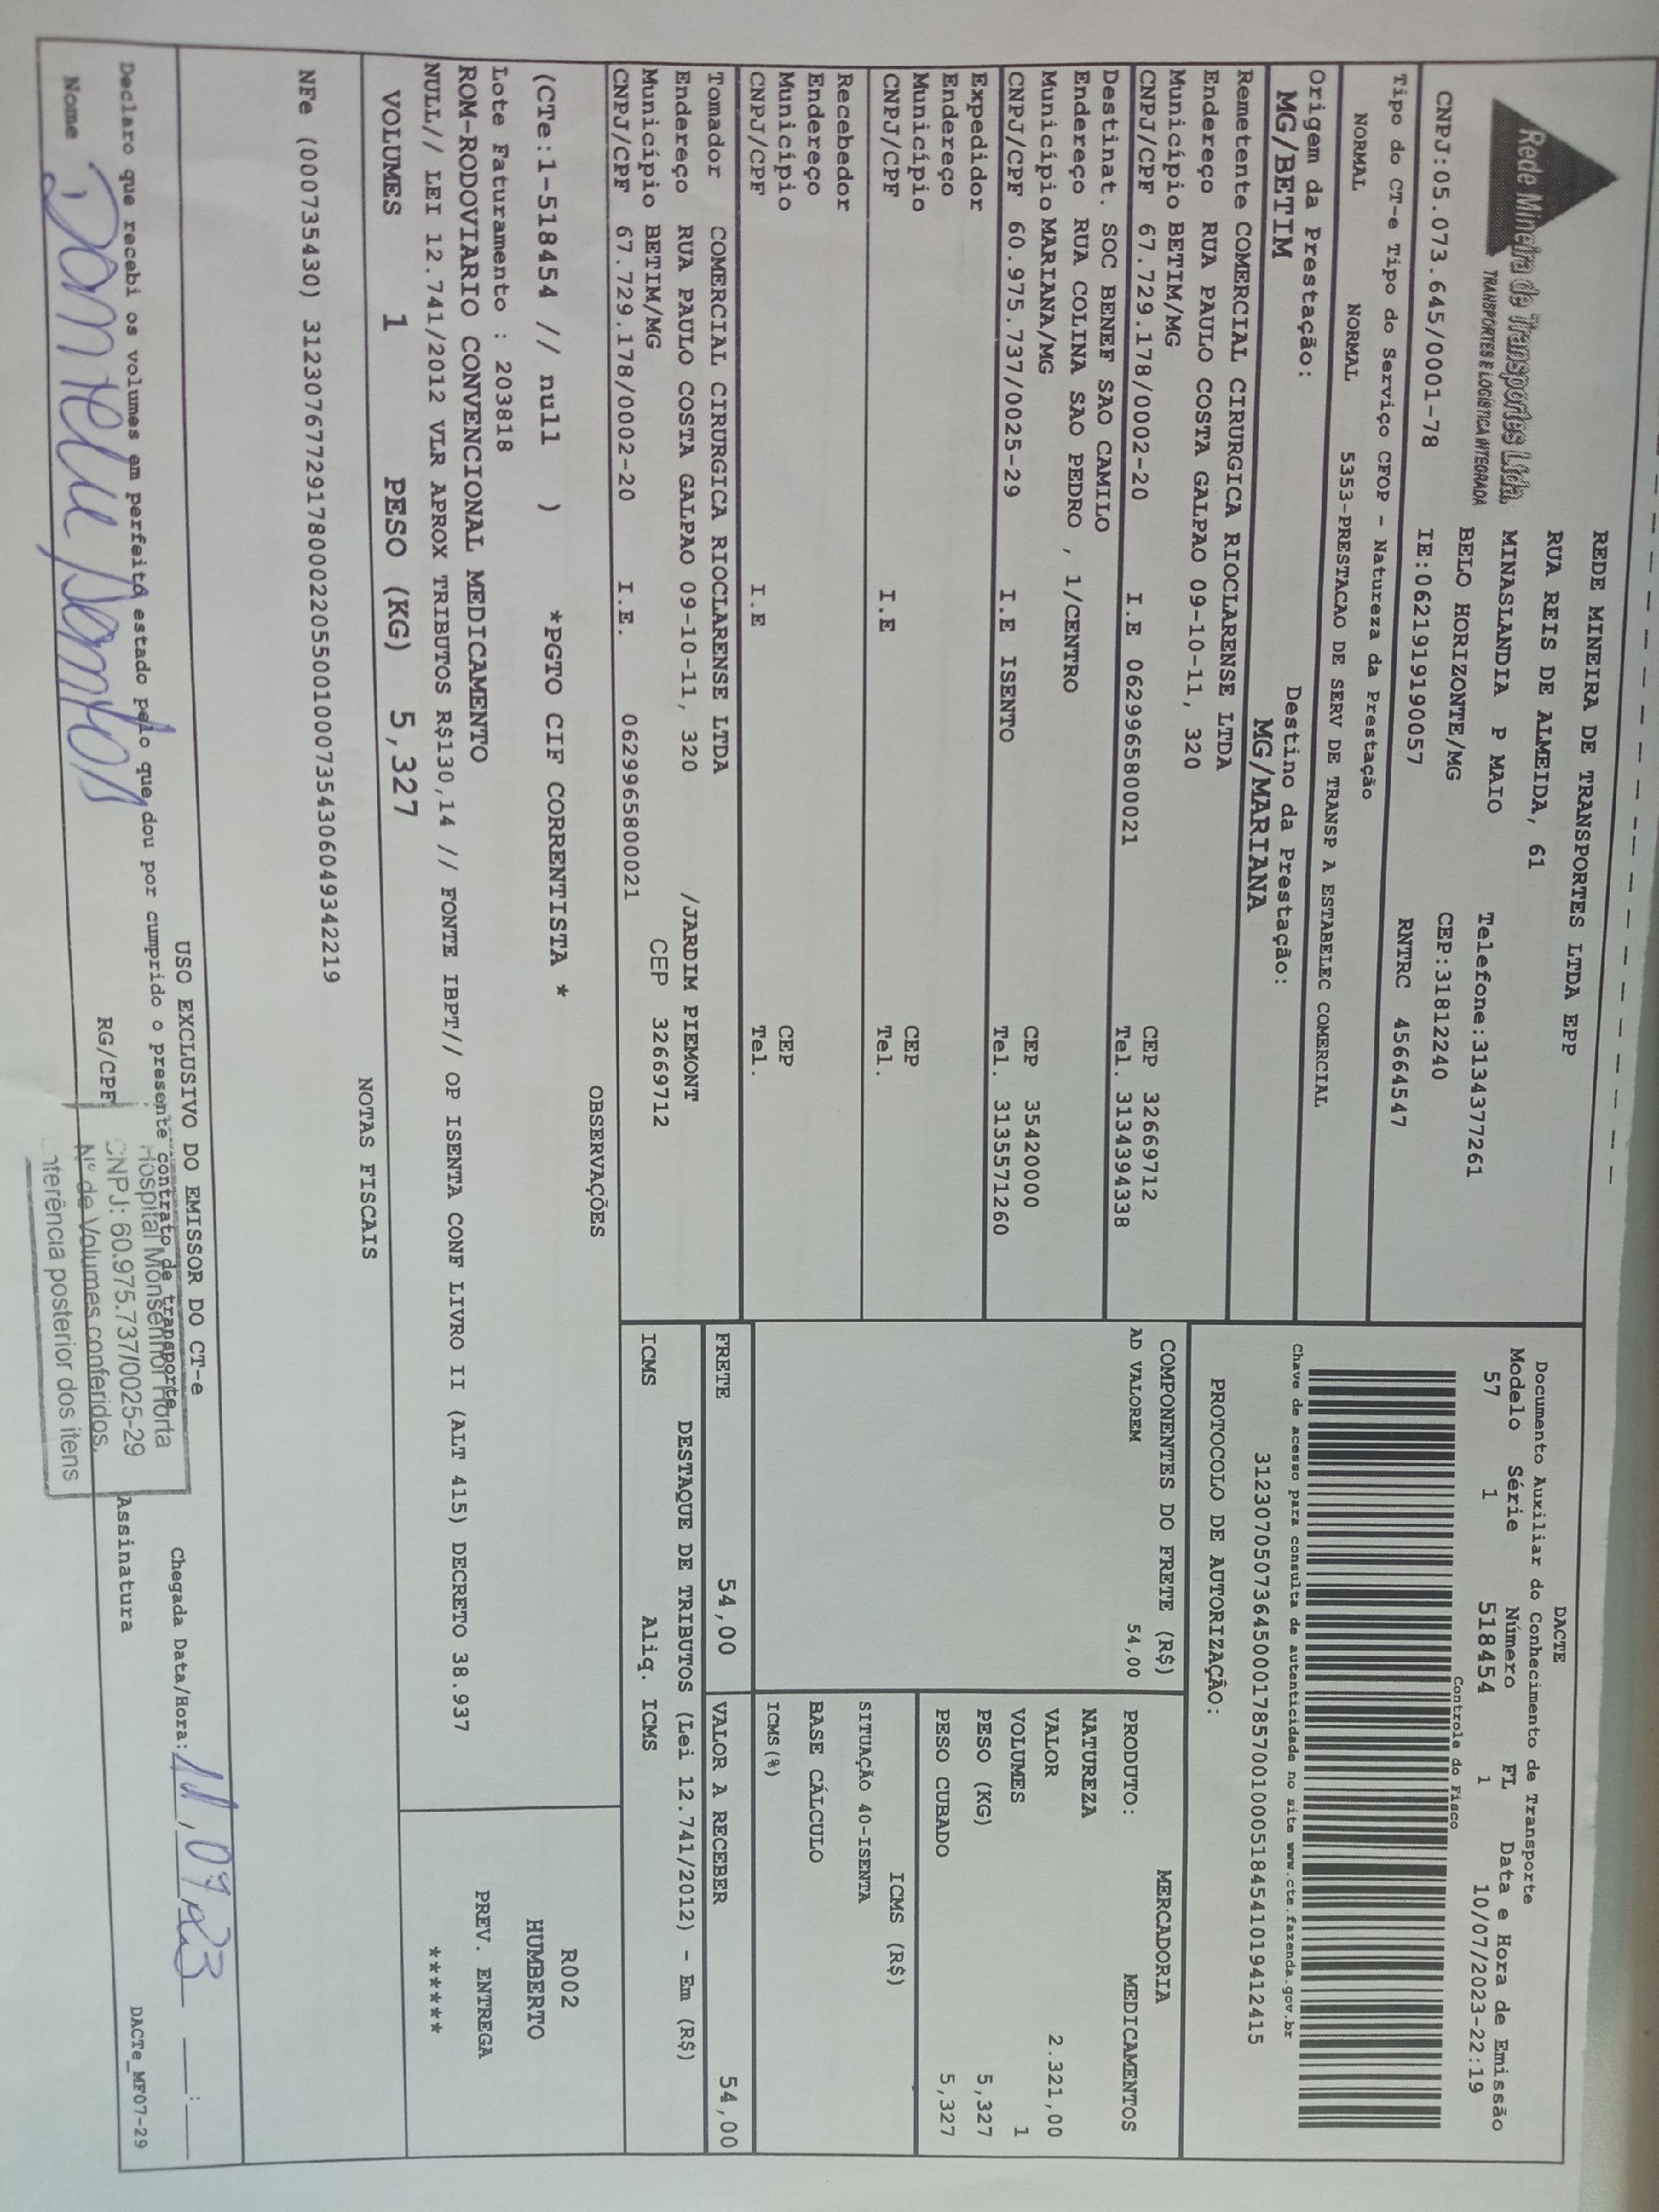 Rede Mineira de Transportes Ltda.
TRANSPORTES E LOGÍSTICA INTEGRADA
CNPJ:05.073.645/0001-78
REDE MINEIRA DE TRANSPORTES LTDA EPP
RUA REIS DE ALMEIDA, 61
MINASLANDIA P MAIO Telefone:3134377261
BELO HORIZONTE/MG CEP:31812240
IE:0621919190057 RNTRC 45664547
Tipo do CT-e Tipo do Serviço CFOP - Natureza da Prestação
NORMAL NORMAL 5353-PRESTACAO DE SERV DE TRANSP A ESTABELEC COMERCIAL
Origem da Prestação: Destino da Prestação:
MG/BETIM MG/MARIANA
DACTE
Documento Auxiliar do Conhecimento de Transporte
Modelo Série Número FL Data e Hora de Emissão
57 1 518454 1 10/07/2023-22:19
Controle do Fisco
Chave de acesso para consulta de autenticidade no site www.cte.fazenda.gov.br
31230705073645000178570010005184541019412415
PROTOCOLO DE AUTORIZAÇÃO:
Remetente COMERCIAL CIRURGICA RIOCLARENSE LTDA
Endereço RUA PAULO COSTA GALPAO 09-10-11, 320
Município BETIM/MG CEP 32669712
CNPJ/CPF 67.729.178/0002-20 I.E 0629965800021 Tel. 3134394338
Destinat. SOC BENEF SAO CAMILO
Endereço RUA COLINA SAO PEDRO , 1/CENTRO
Município MARIANA/MG CEP 35420000
CNPJ/CPF 60.975.737/0025-29 I.E ISENTO Tel. 3135571260
Expedidor
Endereço
Município CEP
CNPJ/CPF I.E Tel.
Recebedor
Endereço
Município CEP
CNPJ/CPF I.E Tel.
Tomador COMERCIAL CIRURGICA RIOCLARENSE LTDA
Endereço RUA PAULO COSTA GALPAO 09-10-11, 320 /JARDIM PIEMONT
Município BETIM/MG CEP 32669712
CNPJ/CPF 67.729.178/0002-20 I.E. 0629965800021
COMPONENTES DO FRETE (R$)
AD VALOREM 54,00
MERCADORIA
PRODUTO: MEDICAMENTOS
NATUREZA
VALOR 2.321,00
VOLUMES 1
PESO (KG) 5,327
PESO CUBADO 5,327
ICMS (R$)
SITUAÇÃO 40-ISENTA
BASE CÁLCULO
ICMS(%)
FRETE 54,00 VALOR A RECEBER 54,00
DESTAQUE DE TRIBUTOS (Lei 12.741/2012) - Em (R$)
ICMS Aliq. ICMS
OBSERVAÇÕES
(CTe:1-518454 // null ) *PGTO CIF CORRENTISTA *
Lote Faturamento : 203818
ROM-RODOVIARIO CONVENCIONAL MEDICAMENTO
NULL// LEI 12.741/2012 VLR APROX TRIBUTOS R$130,14 // FONTE IBPT// OP ISENTA CONF LIVRO II (ALT 415) DECRETO 38.937
R002
HUMBERTO
PREV. ENTREGA
******
VOLUMES 1 PESO (KG) 5,327
NOTAS FISCAIS
NFe (000735430) 31230767729178000220550010007354306049342219
USO EXCLUSIVO DO EMISSOR DO CT-e
Declaro que recebi os volumes em perfeito estado pelo que dou por cumprido o presente contrato de transporte
Chegada Data/Hora: 11,07,23 :
Nome RG/CPF Assinatura
Hospital Monsenhor Horta
CNPJ: 60.975.737/0025-29
Nº de Volumes conferidos.
posterior dos itens
DACTe_MF07-29